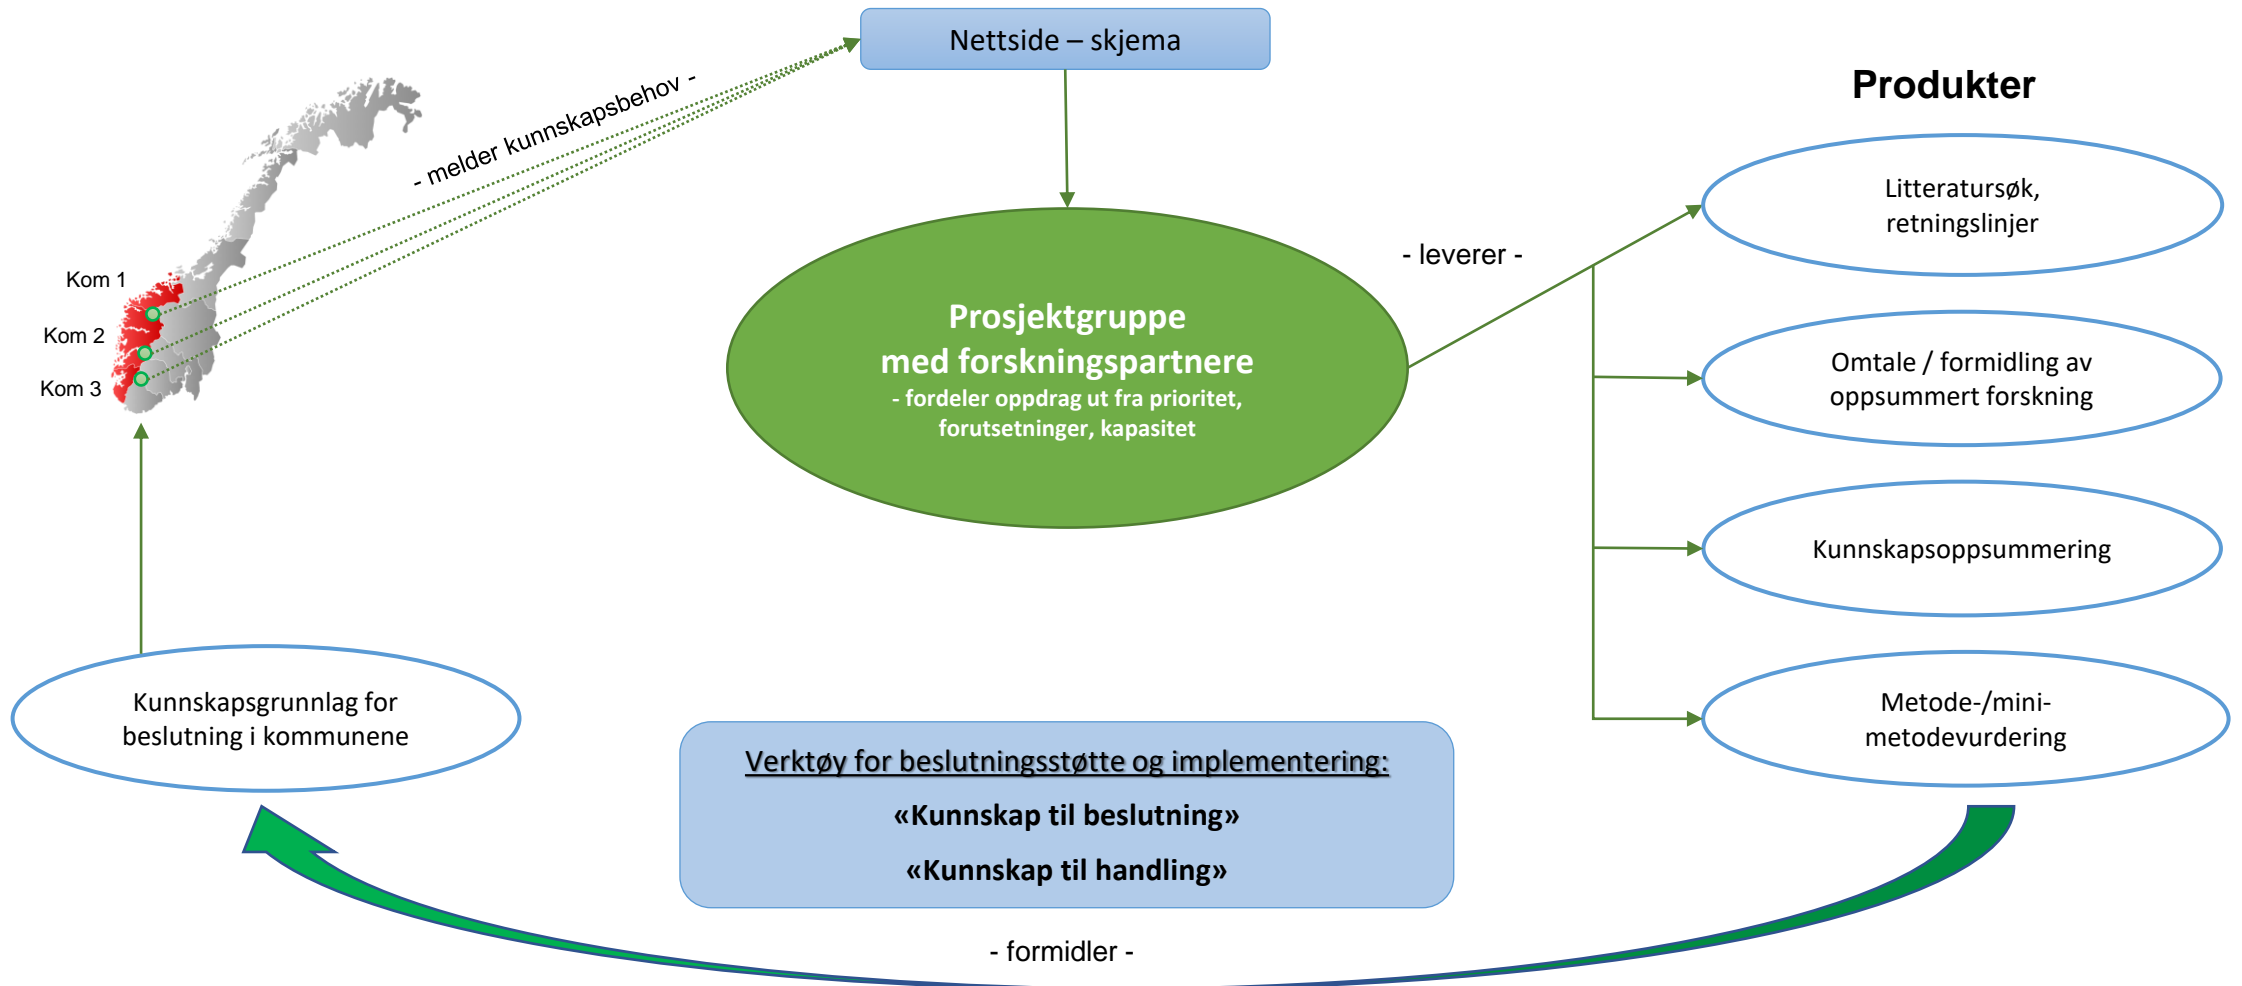 Nettside – skjema
Produkter
- melder kunnskapsbehov -
Kom 1
Kom 2
Kom 3
Prosjektgruppe
med forskningspartnere
- fordeler oppdrag ut fra prioritet,
forutsetninger, kapasitet
- leverer -
Litteratursøk,
retningslinjer
Omtale / formidling av
oppsummert forskning
Kunnskapsoppsummering
Metode-/mini-
metodevurdering
Kunnskapsgrunnlag for
beslutning i kommunene
Verktøy for beslutningsstøtte og implementering:
«Kunnskap til beslutning»
«Kunnskap til handling»
- formidler -